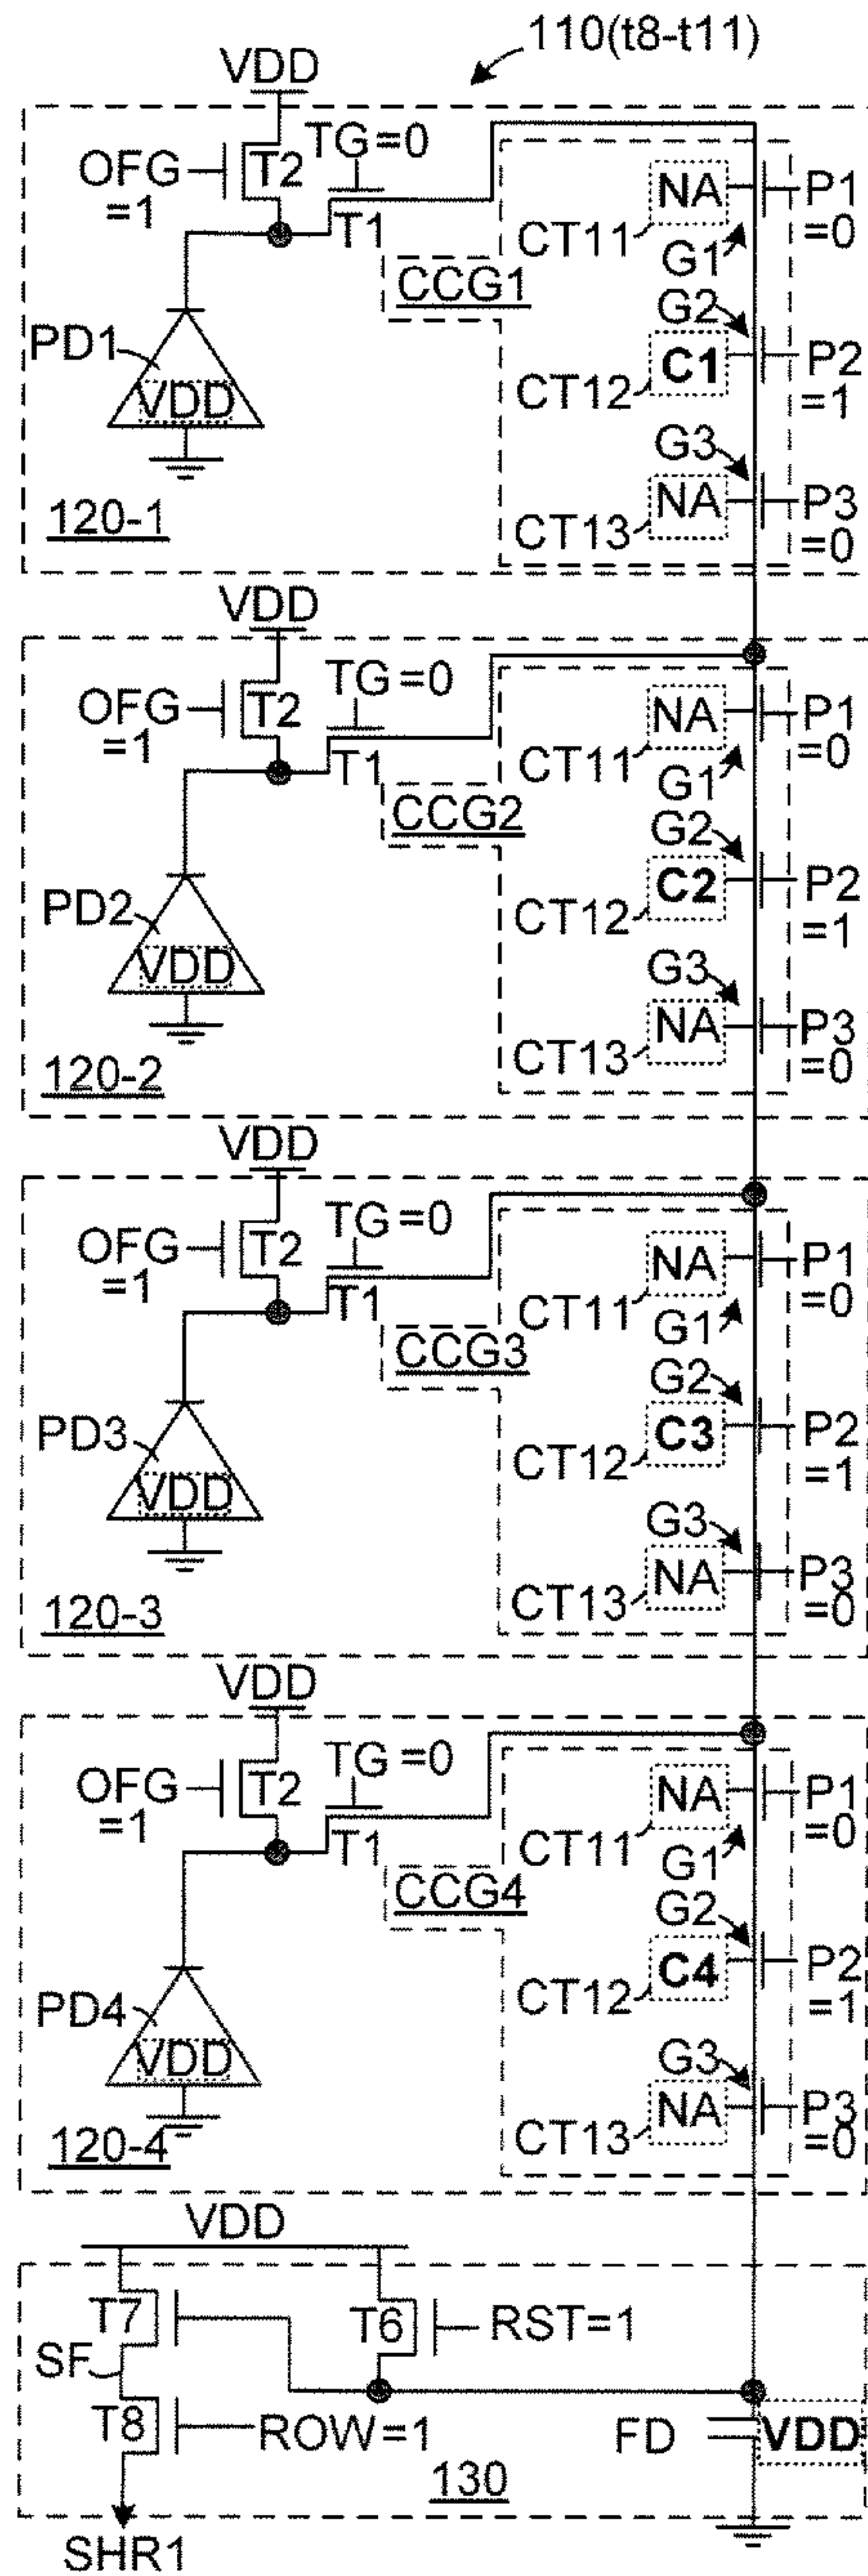 110(t8-t11)
VDD
OFG
=1
T2
TG=0
T1
NA
CT11
G1
P1
=0
CCG1
G2
C1
CT12
P2
=1
PD1
VDD
G3
NA
CT13
P3
=0
120-1
VDD
OFG
=1
T2
TG=0
T1
NA
CT11
G1
P1
=0
CCG2
G2
C2
CT12
P2
=1
PD2
VDD
G3
NA
CT13
P3
=0
120-2
VDD
OFG
=1
T2
TG=0
T1
NA
CT11
G1
P1
=0
CCG3
G2
C3
CT12
P2
=1
PD3
VDD
G3
NA
CT13
P3
=0
120-3
VDD
OFG
=1
T2
TG=0
T1
NA
CT11
G1
P1
=0
CCG4
G2
C4
CT12
P2
=1
PD4
VDD
G3
NA
CT13
P3
=0
120-4
VDD
T7
T6
RST=1
SF
T8
ROW=1
FD
VDD
130
SHR1